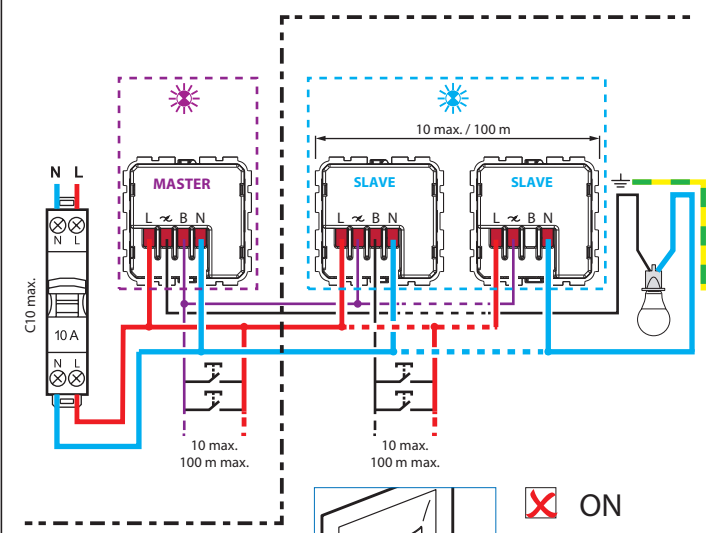 10 max. / 100 m
N L
MASTER
SLAVE
SLAVE
L B N
L B N
L B N
N L
C10 max.
10 A
N L
10 max.
100 m max.
10 max.
100 m max.
ON